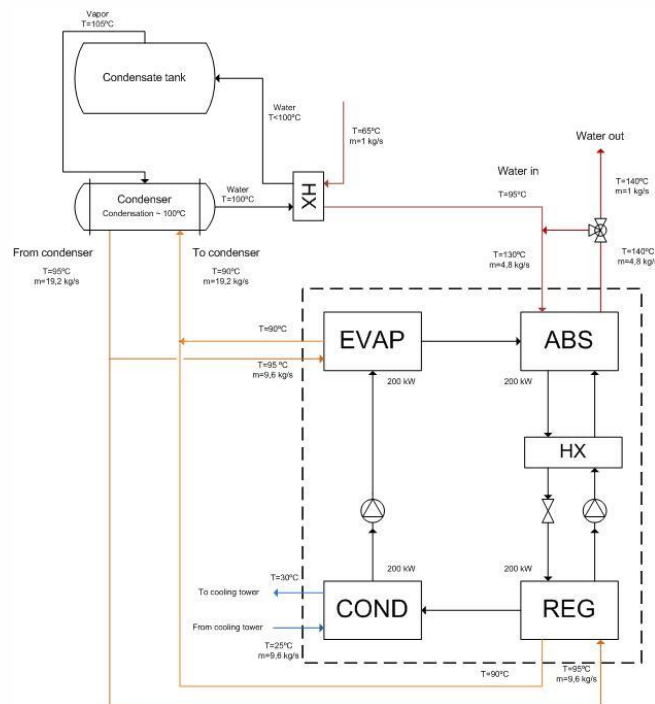 Vapor
T=105ºC
Condensate tank
Water
T<100ºC
T=65ºC
m=1 kg/s
Water out
Condenser
Condensation ~ 100ºC
Water
T=100ºC
HX
Water in
T=95ºC
T=140ºC
m=1 kg/s
From condenser
T=95ºC
m=19,2 kg/s
To condenser
T=90ºC
m=19,2 kg/s
T=130ºC
m=4,8 kg/s
T=140ºC
m=4,8 kg/s
T=90ºC
EVAP
ABS
T=95 ºC
m=9,6 kg/s
200 kW
200 kW
HX
T=30ºC
200 kW
200 kW
To cooling tower
COND
REG
From cooling tower
T=25ºC
m=9,6 kg/s
T=90ºC
T=95ºC
m=9,6 kg/s